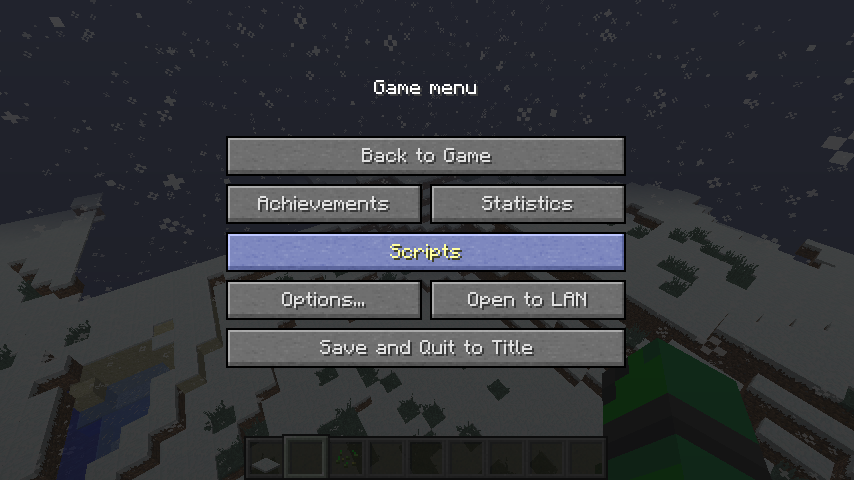 Game menu
Back to Game
Achievements
Statistics
Scripts
Options...
Open to LAN
Save and Quit to Title